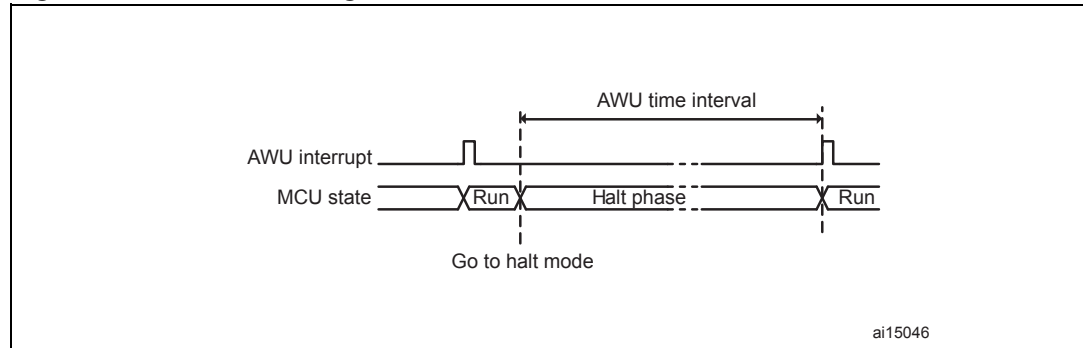 AWU time interval
AWU interrupt
MCU state Run Halt phase Run
Go to halt mode
ai15046